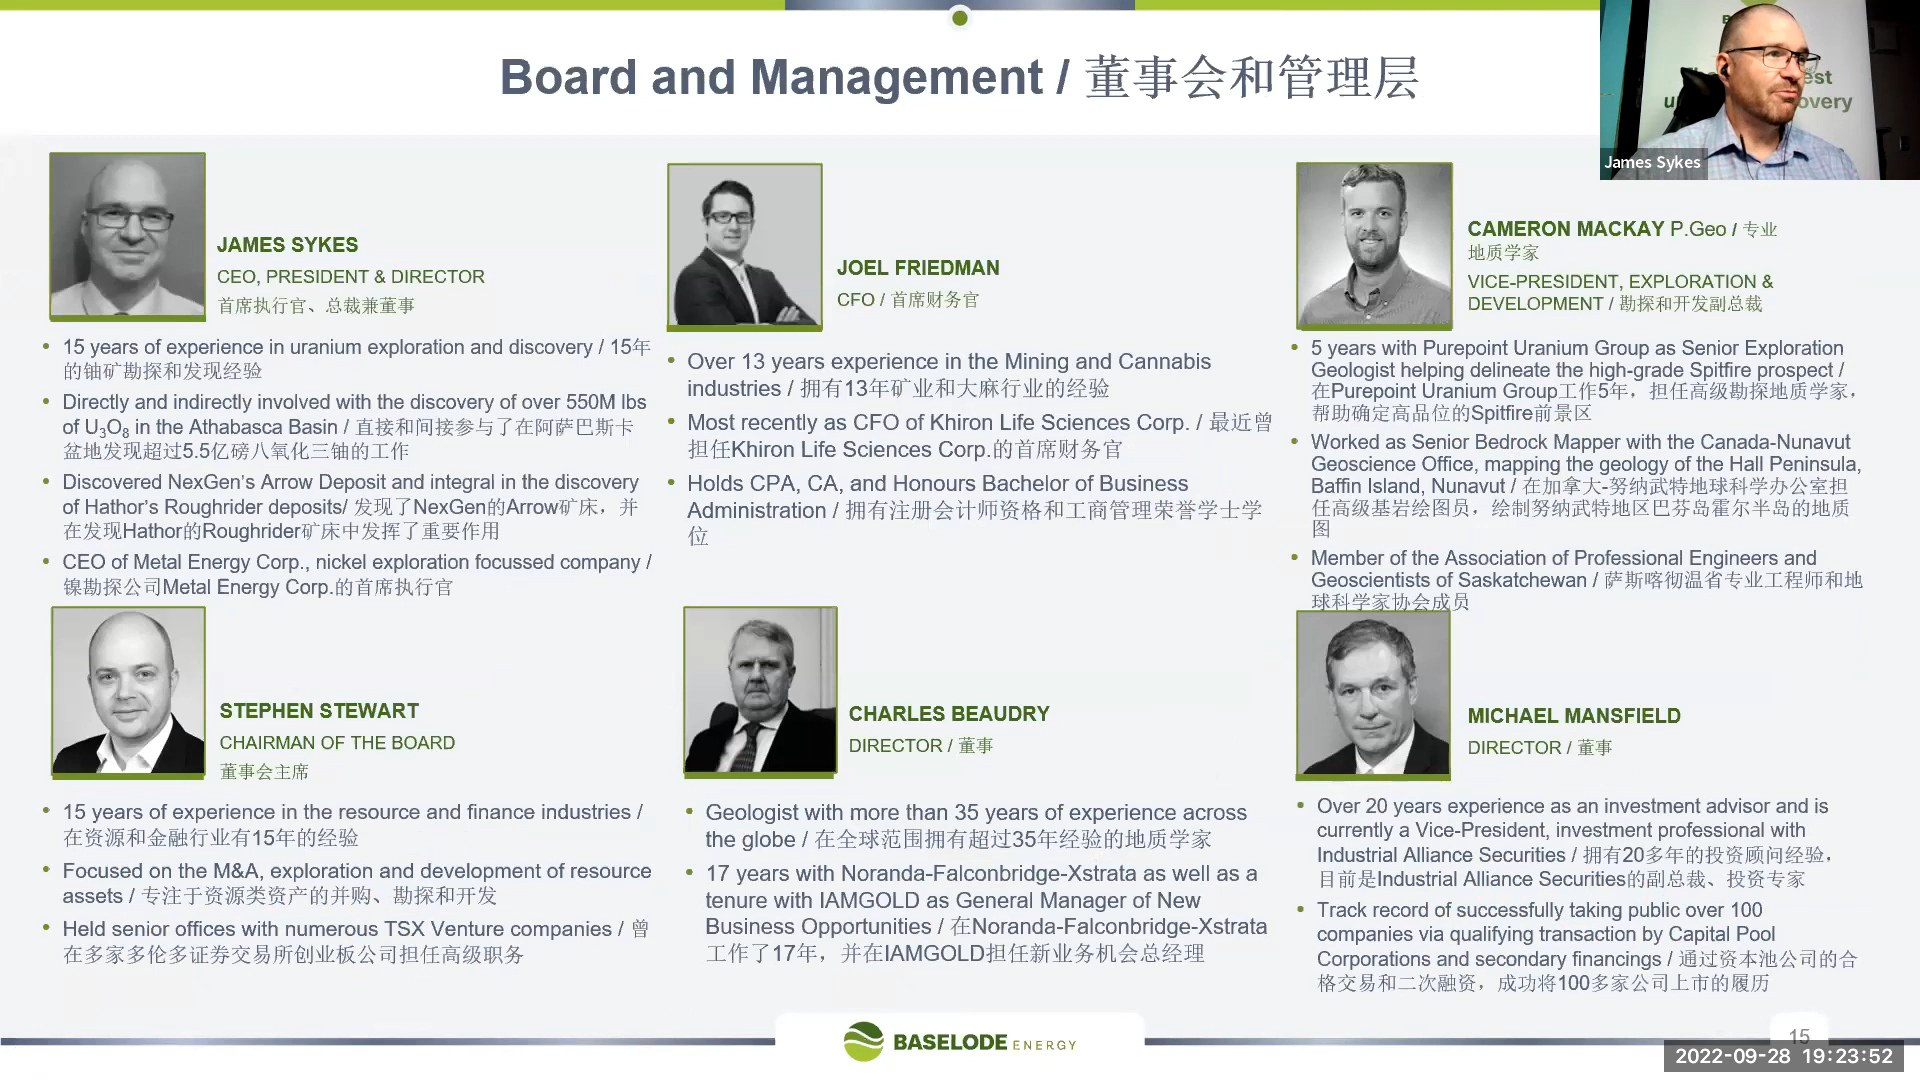 Board and Management / 董事会和管理层
James Sykes
JAMES SYKES
CEO, PRESIDENT & DIRECTOR
首席执行官、总裁兼董事
• 15 years of experience in uranium exploration and discovery / 15年
的铀矿勘探和发现经验
• Directly and indirectly involved with the discovery of over 550M lbs
of U₃O₈ in the Athabasca Basin / 直接和间接参与了在阿萨巴斯卡
盆地发现超过5.5亿磅八氧化三铀的工作
• Discovered NexGen's Arrow Deposit and integral in the discovery
of Hathor's Roughrider deposits/ 发现了NexGen的Arrow矿床，并
在发现Hathor的Roughrider矿床中发挥了重要作用
• CEO of Metal Energy Corp., nickel exploration focussed company /
镍勘探公司Metal Energy Corp.的首席执行官
JOEL FRIEDMAN
CFO / 首席财务官
• Over 13 years experience in the Mining and Cannabis
industries / 拥有13年矿业和大麻行业的经验
• Most recently as CFO of Khiron Life Sciences Corp. / 最近曾
担任Khiron Life Sciences Corp.的首席财务官
• Holds CPA, CA, and Honours Bachelor of Business
Administration / 拥有注册会计师资格和工商管理荣誉学士学
位
CAMERON MACKAY P.Geo / 专业
地质学家
VICE-PRESIDENT, EXPLORATION &
DEVELOPMENT / 勘探和开发副总裁
• 5 years with Purepoint Uranium Group as Senior Exploration
Geologist helping delineate the high-grade Spitfire prospect /
在Purepoint Uranium Group工作5年，担任高级勘探地质学家，
帮助确定高品位的Spitfire前景区
• Worked as Senior Bedrock Mapper with the Canada-Nunavut
Geoscience Office, mapping the geology of the Hall Peninsula,
Baffin Island, Nunavut / 在加拿大-努纳武特地球科学办公室担
任高级基岩绘图员，绘制努纳武特地区巴芬岛霍尔半岛的地质
图
• Member of the Association of Professional Engineers and
Geoscientists of Saskatchewan / 萨斯喀彻温省专业工程师和地
球科学家协会成员
STEPHEN STEWART
CHAIRMAN OF THE BOARD
董事会主席
• 15 years of experience in the resource and finance industries /
在资源和金融行业有15年的经验
• Focused on the M&A, exploration and development of resource
assets / 专注于资源类资产的并购、勘探和开发
• Held senior offices with numerous TSX Venture companies / 曾
在多家多伦多证券交易所创业板公司担任高级职务
CHARLES BEAUDRY
DIRECTOR / 董事
• Geologist with more than 35 years of experience across
the globe / 在全球范围拥有超过35年经验的地质学家
• 17 years with Noranda-Falconbridge-Xstrata as well as a
tenure with IAMGOLD as General Manager of New
Business Opportunities / 在Noranda-Falconbridge-Xstrata
工作了17年，并在IAMGOLD担任新业务机会总经理
MICHAEL MANSFIELD
DIRECTOR / 董事
• Over 20 years experience as an investment advisor and is
currently a Vice-President, investment professional with
Industrial Alliance Securities / 拥有20多年的投资顾问经验，
目前是Industrial Alliance Securities的副总裁、投资专家
• Track record of successfully taking public over 100
companies via qualifying transaction by Capital Pool
Corporations and secondary financings / 通过资本池公司的合
格交易和二次融资，成功将100多家公司上市的履历
BASELODE ENERGY
15
2022-09-28 19:23:52